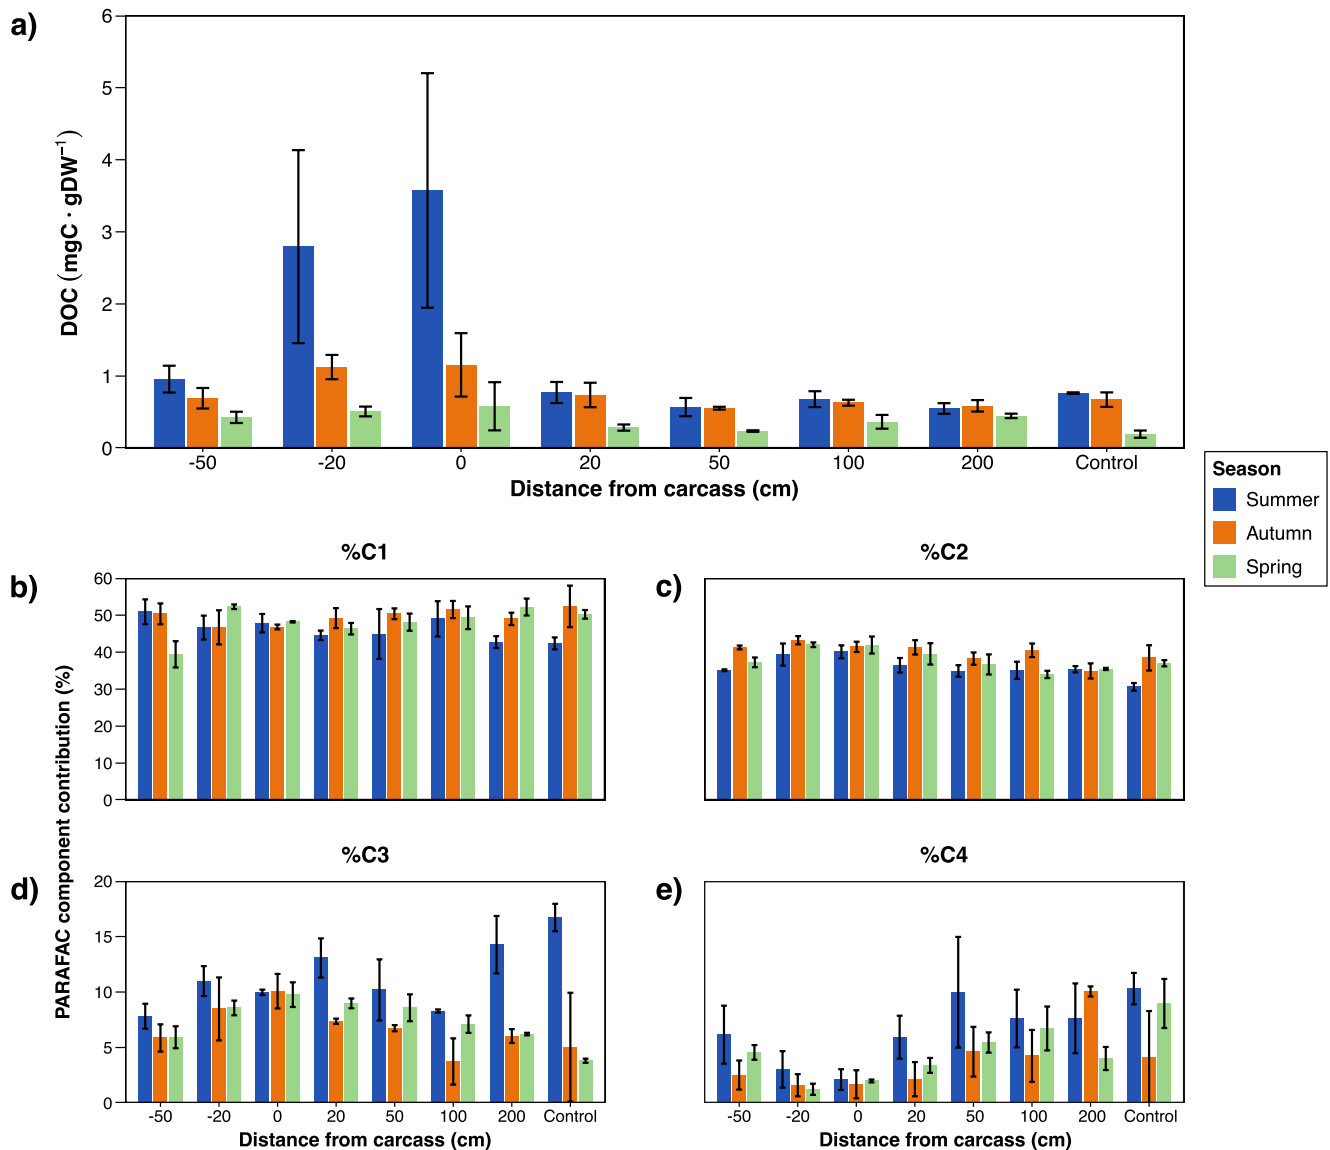 a)
6
5
4
3
2
1
0
DOC (mgC · gDW⁻¹)
-50 -20 0 20 50 100 200 Control
Distance from carcass (cm)
Season
Summer
Autumn
Spring
%C1
b)
60
50
40
30
20
10
0
%C2
c)
PARAFAC component contribution (%)
%C3
d)
20
15
10
5
0
-50 -20 0 20 50 100 200 Control
Distance from carcass (cm)
%C4
e)
-50 -20 0 20 50 100 200 Control
Distance from carcass (cm)